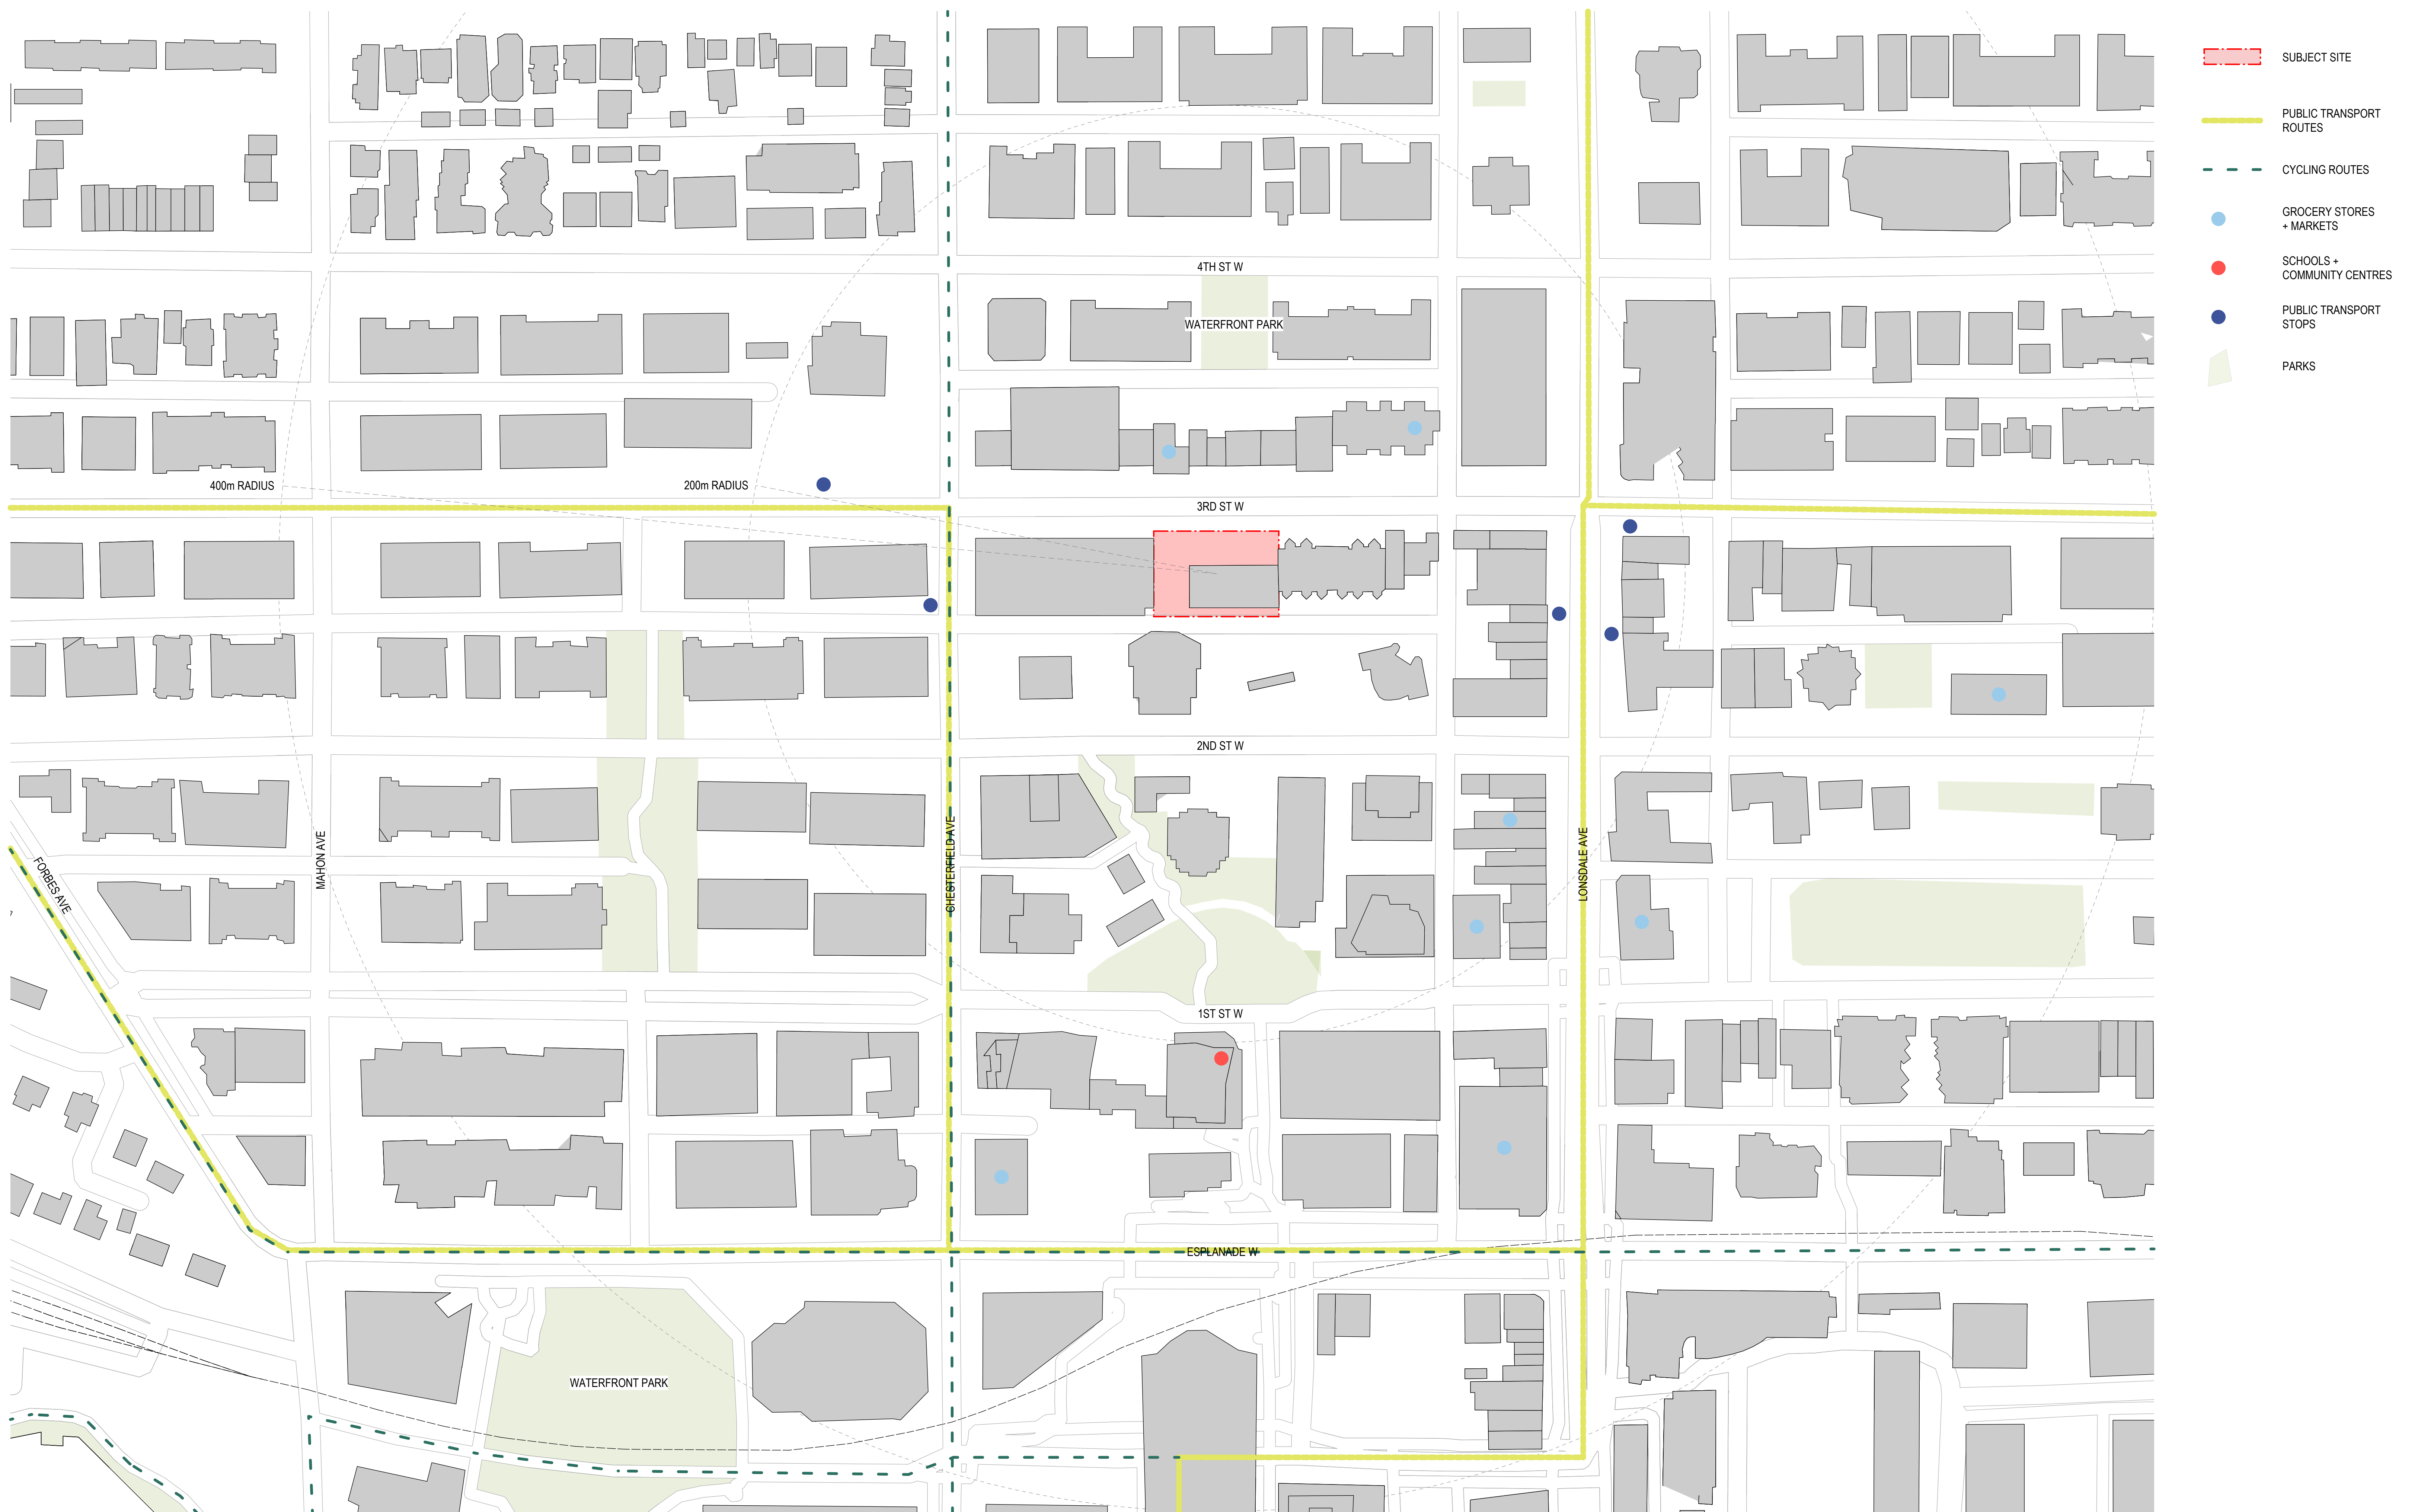 SUBJECT SITE
PUBLIC TRANSPORT
ROUTES
CYCLING ROUTES
GROCERY STORES
+ MARKETS
SCHOOLS +
COMMUNITY CENTRES
PUBLIC TRANSPORT
STOPS
PARKS
4TH ST W
WATERFRONT PARK
400m RADIUS
200m RADIUS
3RD ST W
2ND ST W
MAHON AVE
CHESTERFIELD AVE
LONSDALE AVE
FORBES AVE
1ST ST W
ESPLANADE W
WATERFRONT PARK